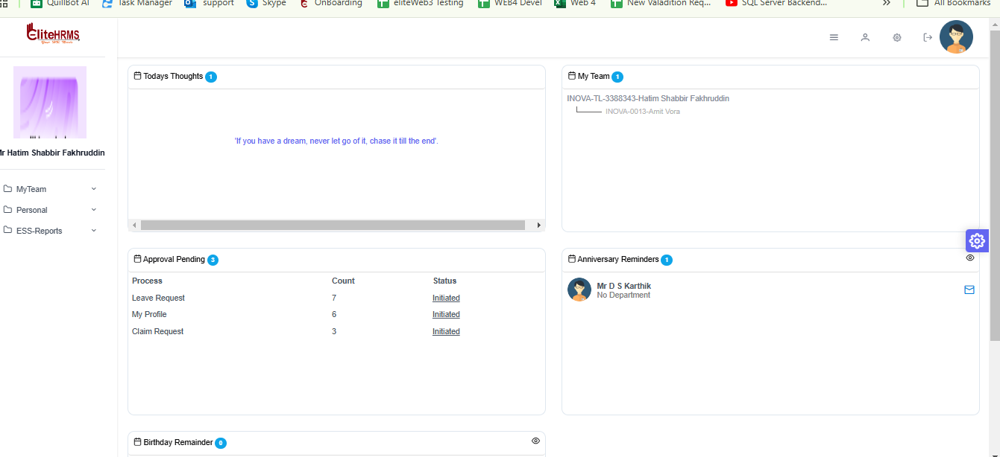 QuillBot AI Task Manager support Skype OnBoarding eliteWeb3 Testing WEB4 Devel Web 4 New Valadition Req... SQL Server Backend... All Bookmarks
EliteHRMS
Todays Thoughts 1
'If you have a dream, never let go of it, chase it till the end'.
My Team 1
INOVA-TL-3388343-Hatim Shabbir Fakhruddin
INOVA-0013-Amit Vora
Hatim Shabbir Fakhruddin
MyTeam
Personal
ESS-Reports
Approval Pending 3
Process Count Status
Leave Request 7 Initiated
My Profile 6 Initiated
Claim Request 3 Initiated
Anniversary Reminders 1
Mr D S Karthik
No Department
Birthday Remainder 0